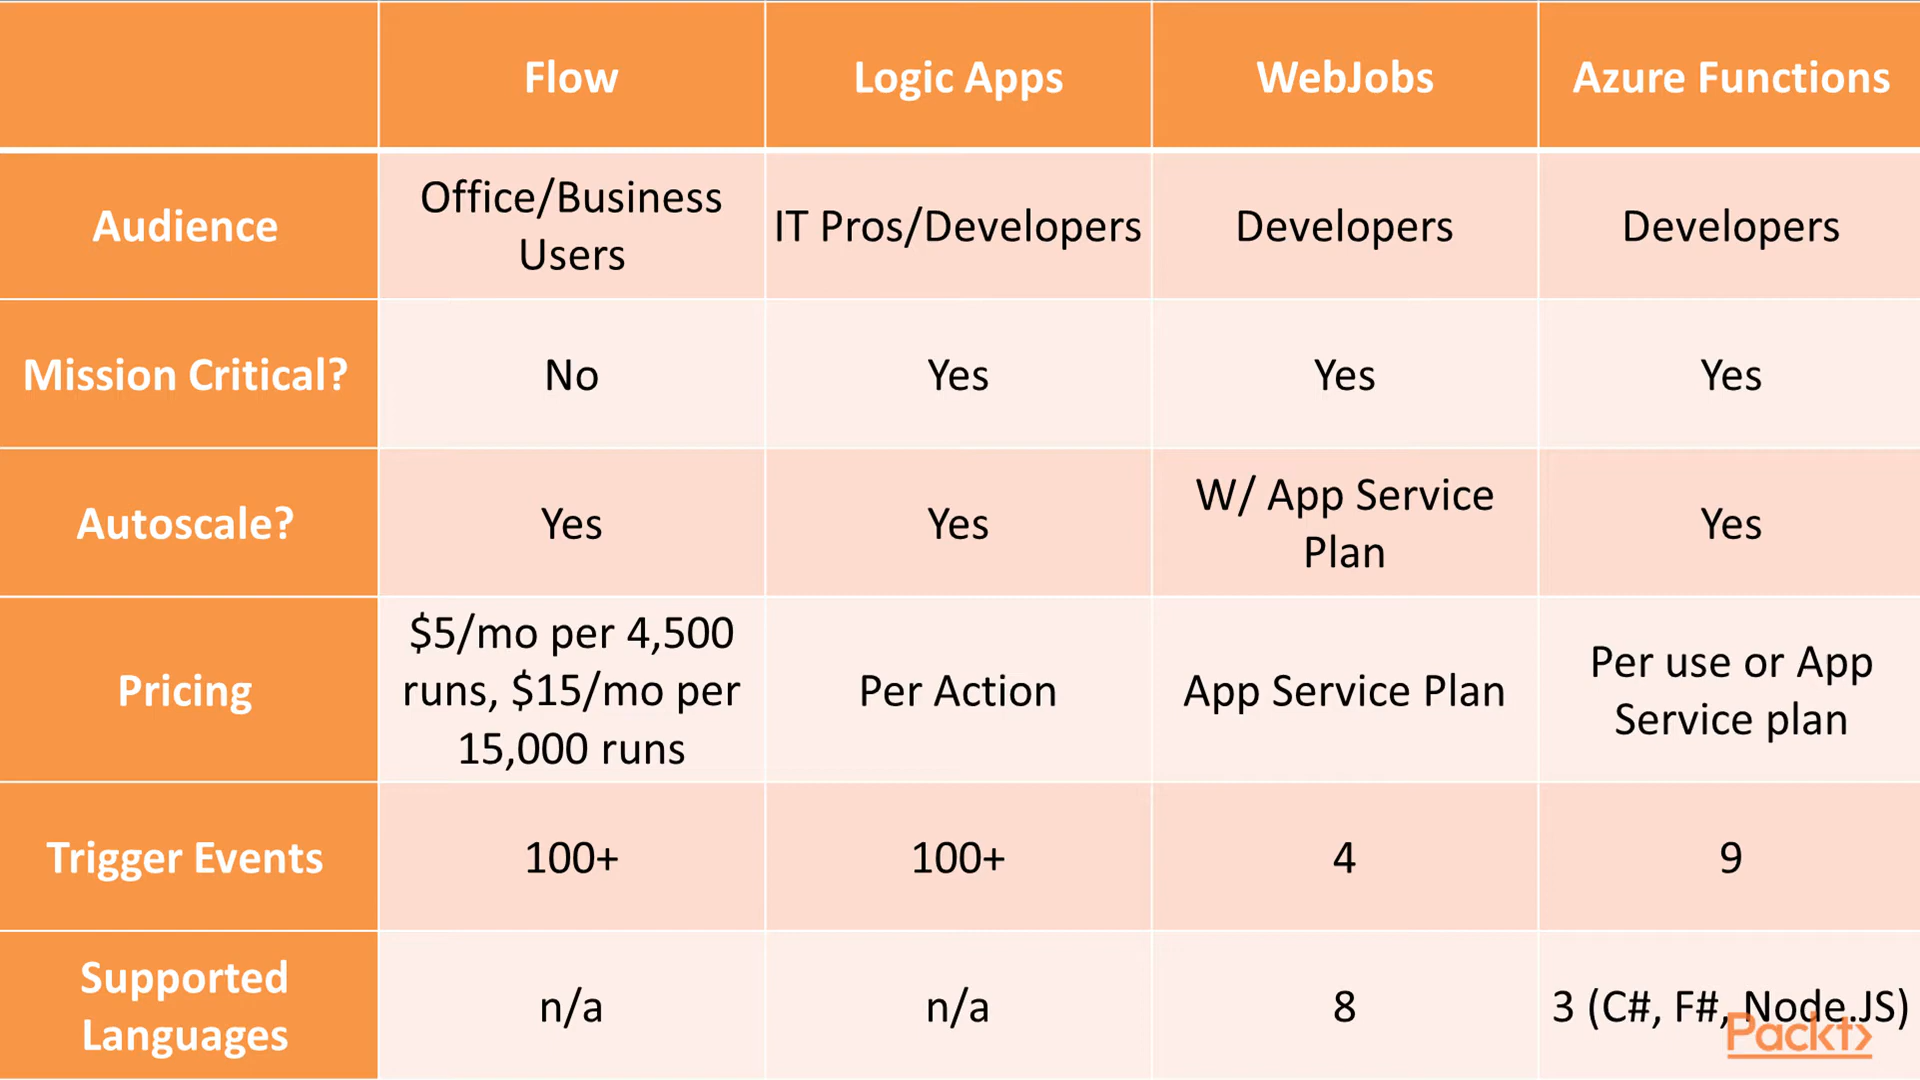 Flow
Logic Apps
WebJobs
Azure Functions
Audience
Office/Business
Users
IT Pros/Developers
Developers
Developers
Mission Critical?
No
Yes
Yes
Yes
Autoscale?
Yes
Yes
W/ App Service
Plan
Yes
Pricing
$5/mo per 4,500
runs, $15/mo per
15,000 runs
Per Action
App Service Plan
Per use or App
Service plan
Trigger Events
100+
100+
4
9
Supported
Languages
n/a
n/a
8
3 (C#, F#, Node.JS)
Packt>